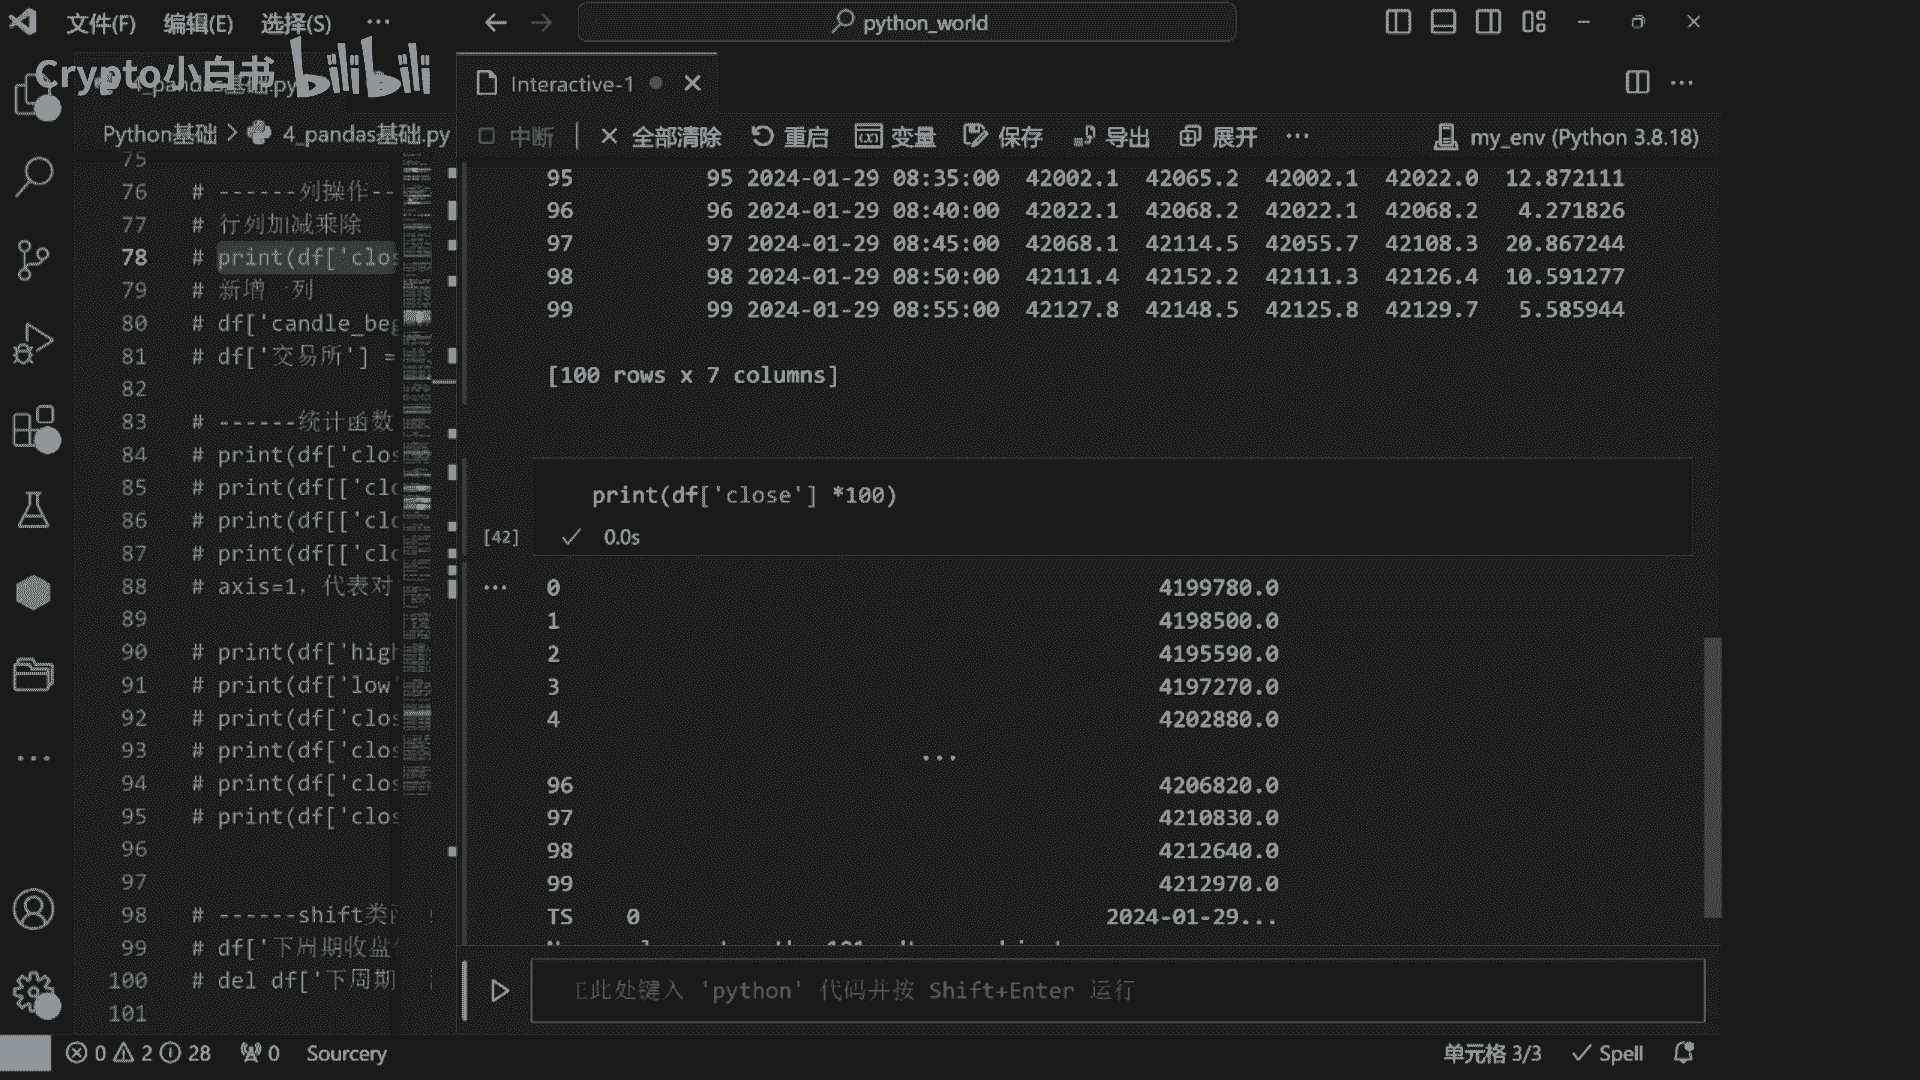 文件(F) 编辑(E) 选择(S) ··· python_world
Crypto小白书 bilibili
4_pandas基础.py
Interactive-1
Python基础 > 4_pandas基础.py
中断 | 全部清除 重启 变量 保存 导出 展开 ··· my_env (Python 3.8.18)
75
76 # ------列操作--
77 # 行列加减乘除
78 # print(df['clos
79 # 新增一列
80 # df['candle_beg
81 # df['交易所'] =
82
83 # ------统计函数
84 # print(df['clos
85 # print(df[['clo
86 # print(df[['clo
87 # print(df[['clo
88 # axis=1，代表对
89
90 # print(df['high
91 # print(df['low'
92 # print(df['clos
93 # print(df['clos
94 # print(df['clos
95 # print(df['clos
96
97
98 # ------shift类
99 # df['下周期收盘
100 # del df['下周期
101
95 95 2024-01-29 08:35:00 42002.1 42065.2 42002.1 42022.0 12.872111
96 96 2024-01-29 08:40:00 42022.1 42068.2 42022.1 42068.2 4.271826
97 97 2024-01-29 08:45:00 42068.1 42114.5 42055.7 42108.3 20.867244
98 98 2024-01-29 08:50:00 42111.4 42152.2 42111.3 42126.4 10.591277
99 99 2024-01-29 08:55:00 42127.8 42148.5 42125.8 42129.7 5.585944
[100 rows x 7 columns]
print(df['close'] *100)
[42] 0.0s
0 4199780.0
1 4198500.0
2 4195590.0
3 4197270.0
4 4202880.0
...
96 4206820.0
97 4210830.0
98 4212640.0
99 4212970.0
TS 0 2024-01-29...
此处键入 'python' 代码并按 Shift+Enter 运行
0 2 28 0 Sourcery 单元格 3/3 Spell